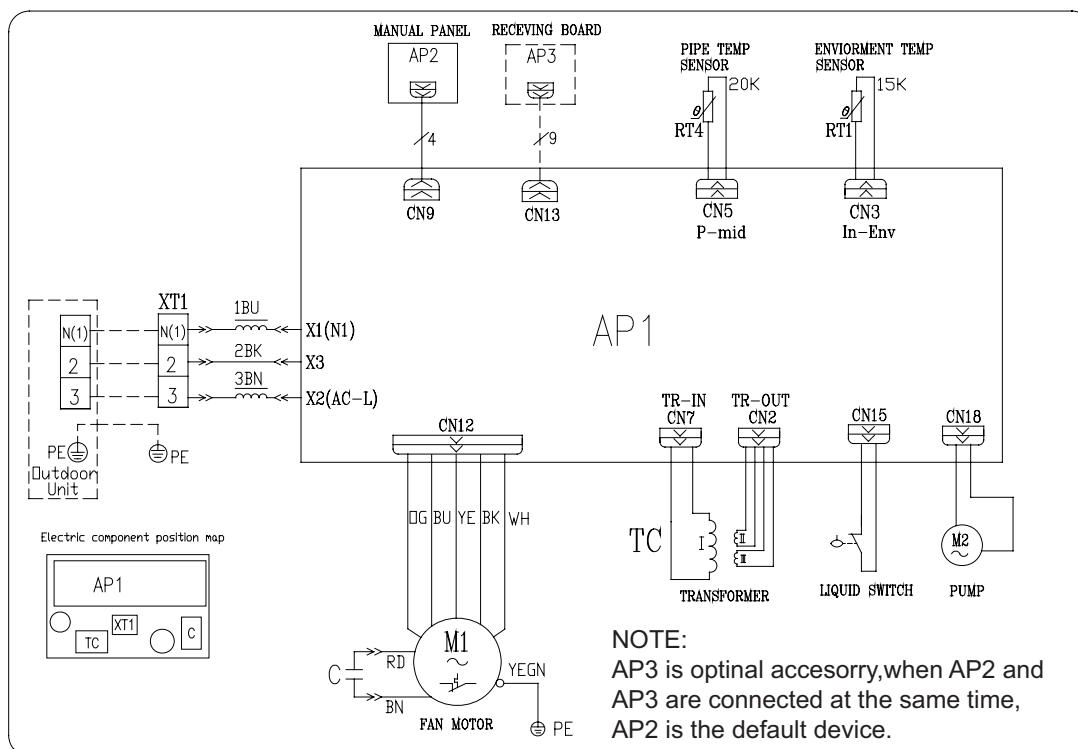 MANUAL PANEL
RECEVING BOARD
PIPE TEMP
SENSOR
ENVIORMENT TEMP
SENSOR
AP2
AP3
20K
15K
θ
RT4
θ
RT1
4
9
CN9
CN13
CN5
P-mid
CN3
In-Env
XT1
N(1)
N(1)
1BU
X1(N1)
2
2
2BK
X3
3
3
3BN
X2(AC-L)
AP1
PE
PE
Outdoor
Unit
CN12
TR-IN
CN7
TR-OUT
CN2
CN15
CN18
OG
BU
YE
BK
WH
TC
I
II
III
M2
TRANSFORMER
LIQUID SWITCH
PUMP
Electric component position map
AP1
XT1
TC
C
C
RD
BN
M1
YEGN
PE
FAN MOTOR
NOTE:
AP3 is optinal accesorry,when AP2 and
AP3 are connected at the same time,
AP2 is the default device.